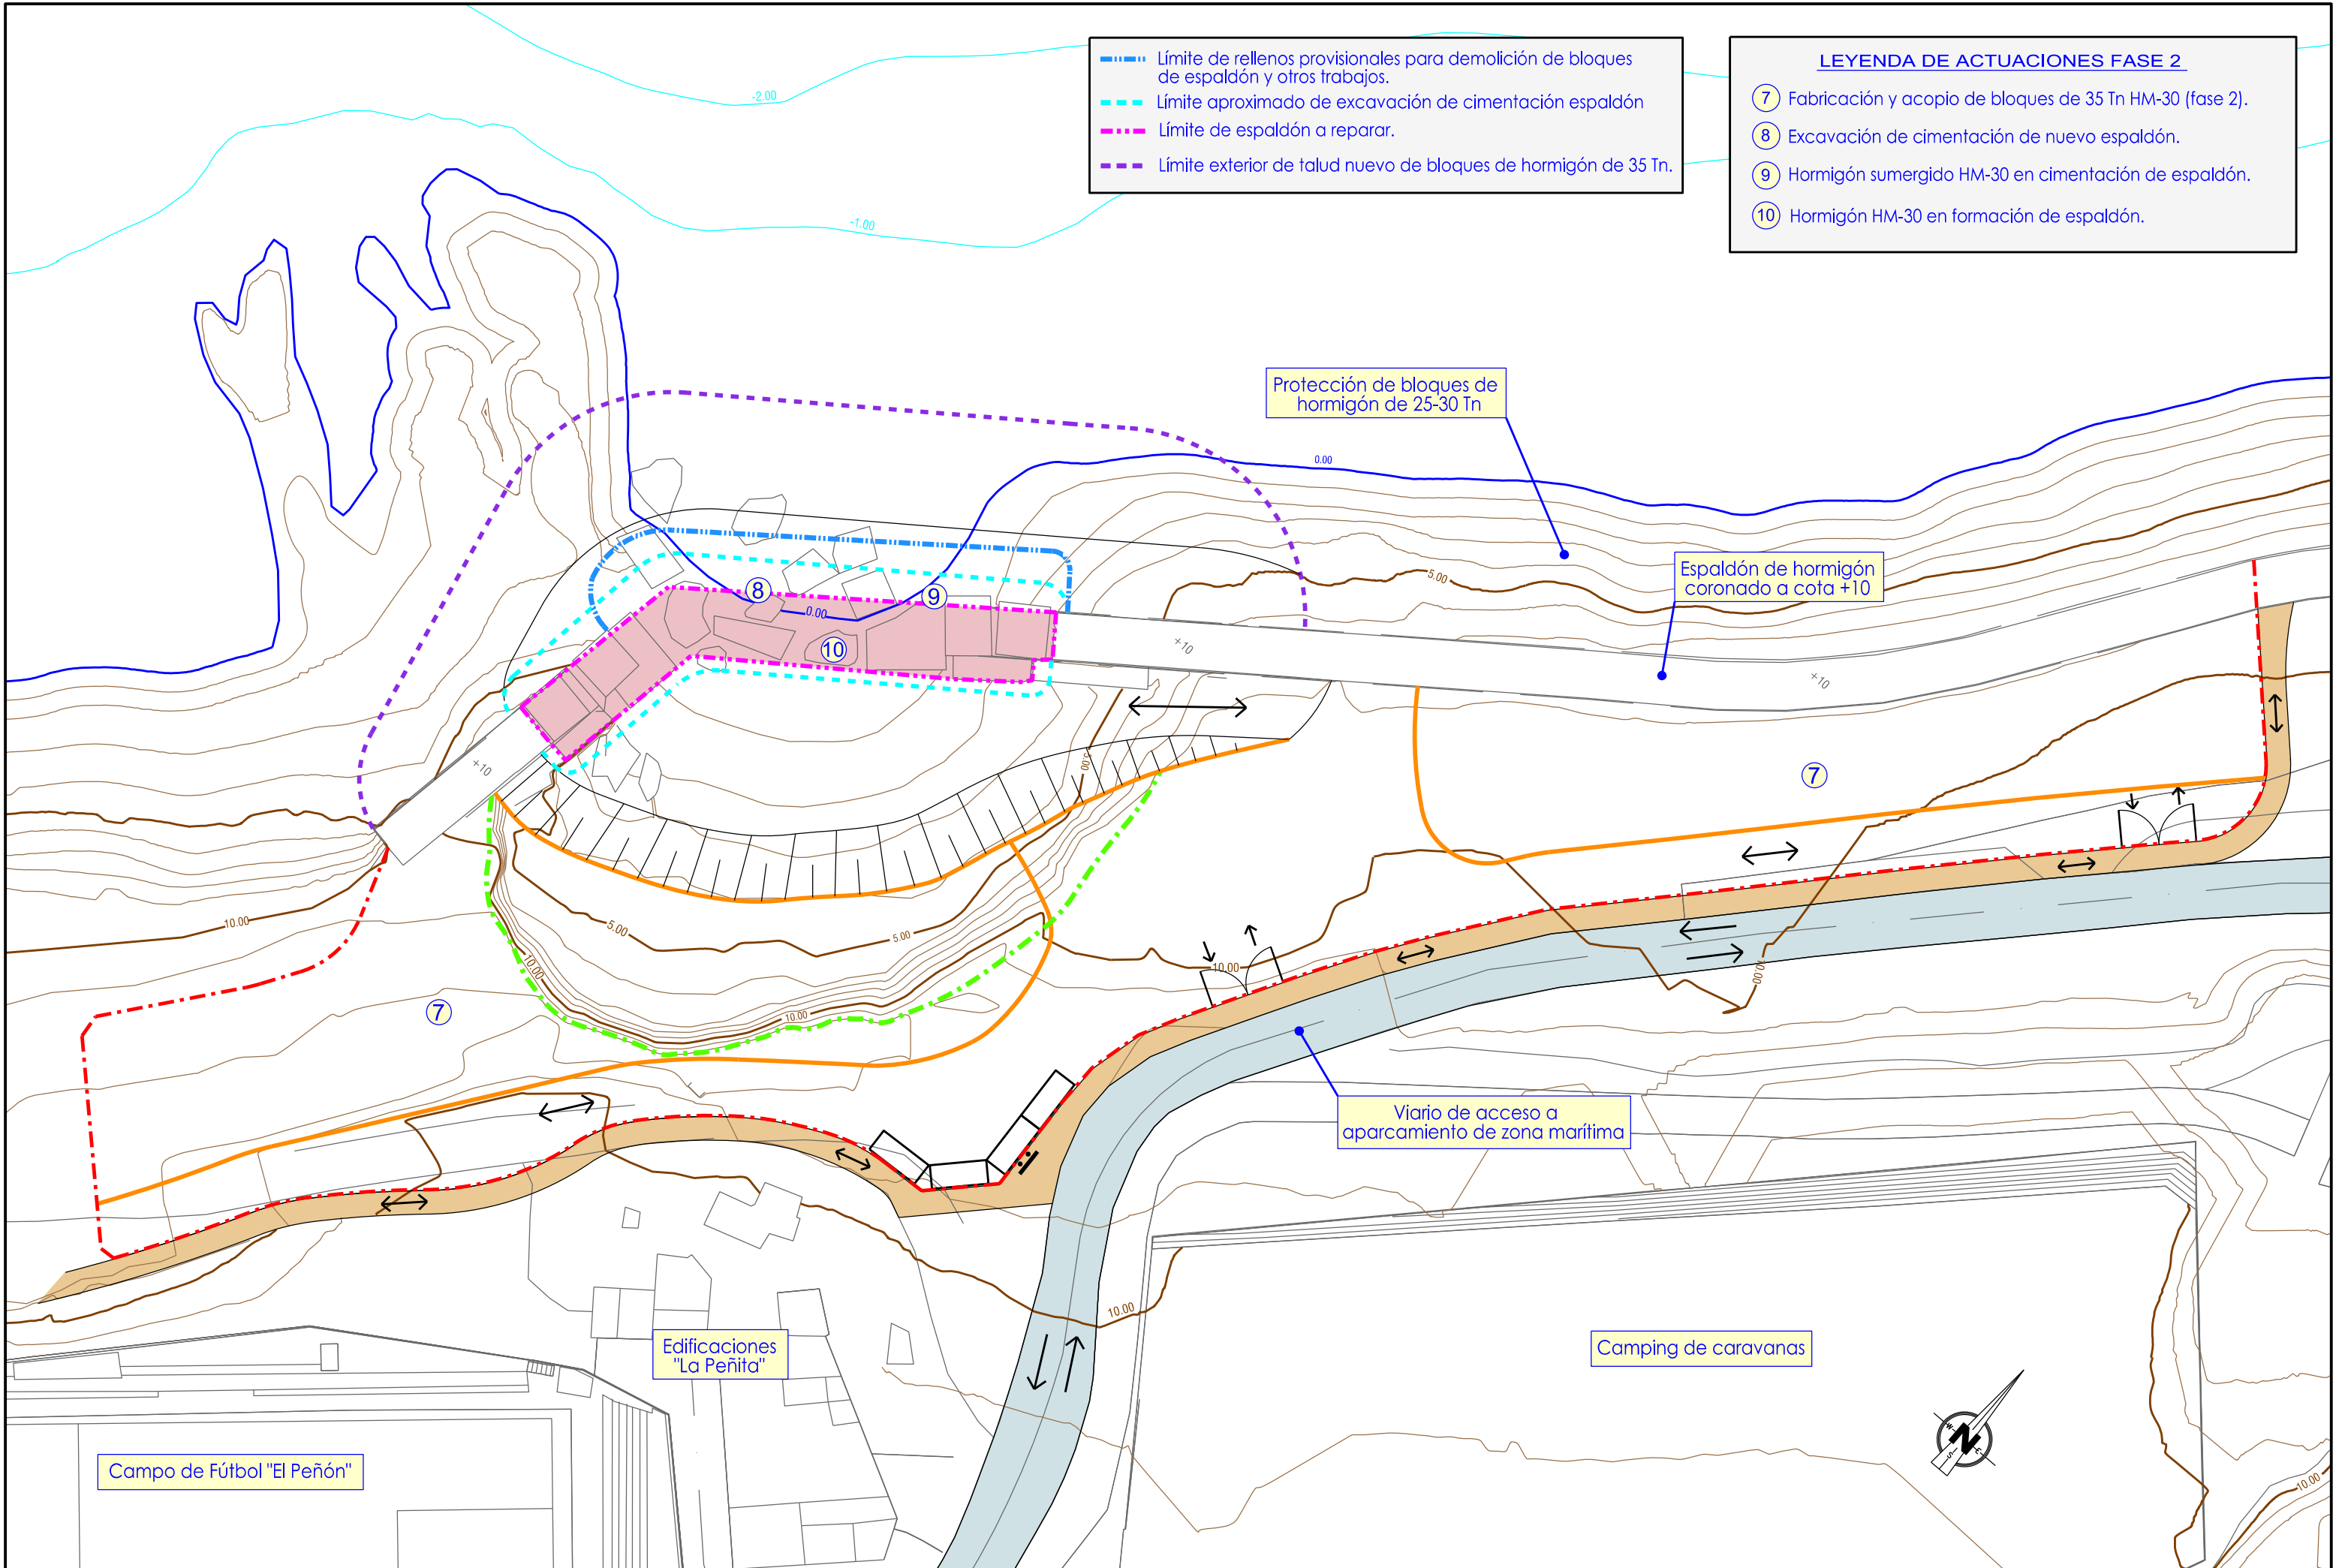 Límite de rellenos provisionales para demolición de bloques
de espaldón y otros trabajos.
Límite aproximado de excavación de cimentación espaldón
Límite de espaldón a reparar.
Límite exterior de talud nuevo de bloques de hormigón de 35 Tn.
LEYENDA DE ACTUACIONES FASE 2
7 Fabricación y acopio de bloques de 35 Tn HM-30 (fase 2).
8 Excavación de cimentación de nuevo espaldón.
9 Hormigón sumergido HM-30 en cimentación de espaldón.
10 Hormigón HM-30 en formación de espaldón.
-2.00
-1.00
Protección de bloques de
hormigón de 25-30 Tn
0.00
Espaldón de hormigón
coronado a cota +10
5.00
8
9
0.00
10
+10
+10
+10
5.00
7
10.00
5.00
5.00
10.00
10.00
10.00
10.00
7
Viario de acceso a
aparcamiento de zona marítima
10.00
Edificaciones
"La Peñita"
Camping de caravanas
Campo de Fútbol "El Peñón"
N
S
E
W
10.00